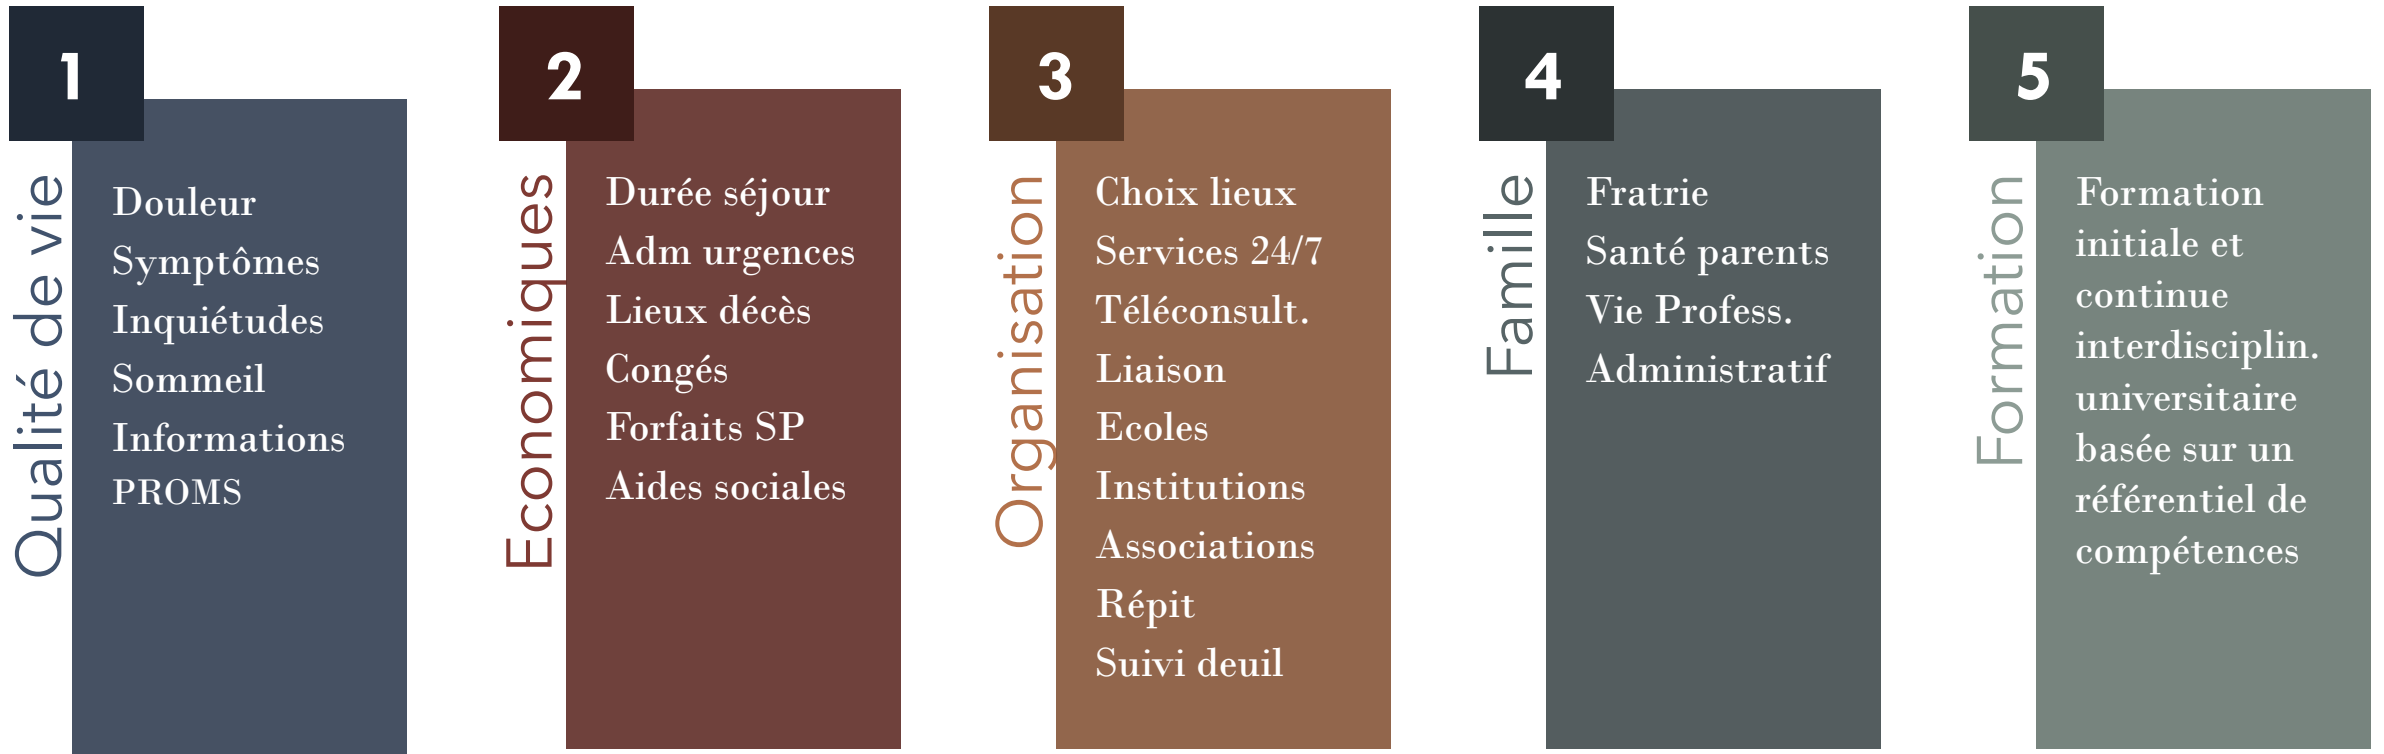 1
Qualité de vie
Douleur
Symptômes
Inquiétudes
Sommeil
Informations
PROMS
2
Economiques
Durée séjour
Adm urgences
Lieux décès
Congés
Forfaits SP
Aides sociales
3
Organisation
Choix lieux
Services 24/7
Téléconsult.
Liaison
Ecoles
Institutions
Associations
Répit
Suivi deuil
4
Famille
Fratrie
Santé parents
Vie Profess.
Administratif
5
Formation
Formation
initiale et
continue
interdisciplin.
universitaire
basée sur un
référentiel de
compétences